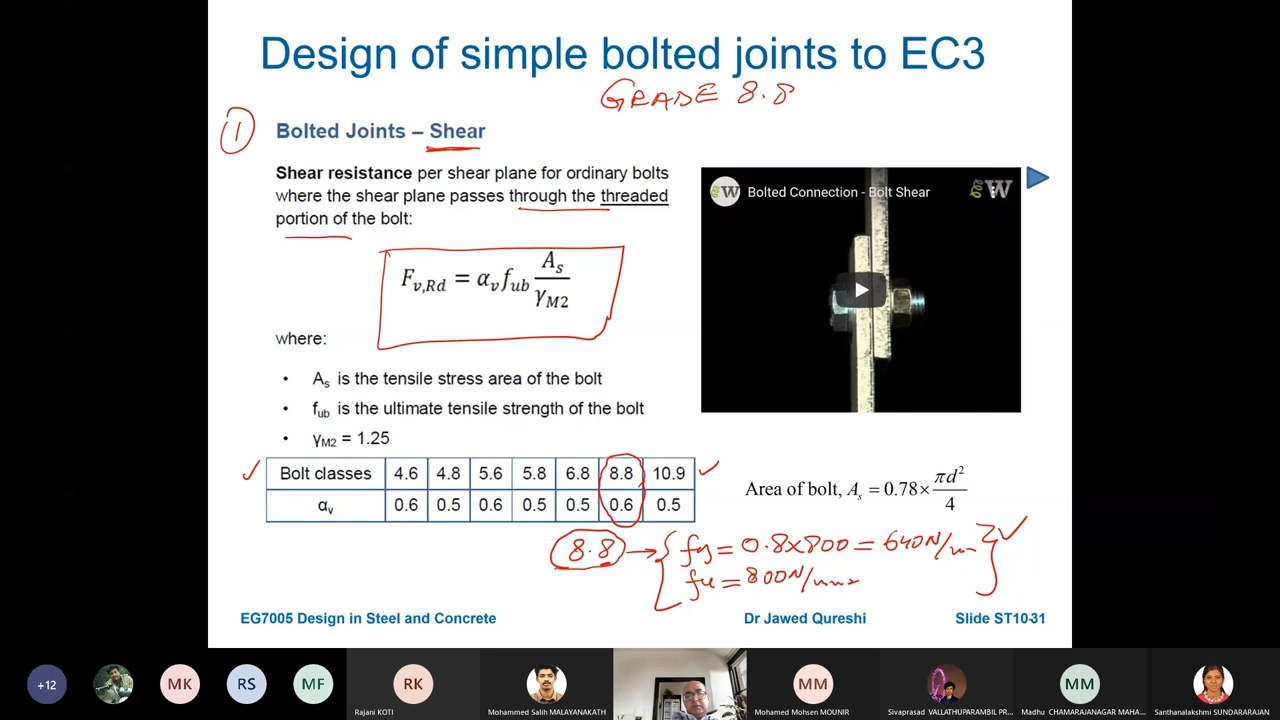 Design of simple bolted joints to EC3
GRADE 8.8
1
Bolted Joints – Shear
Shear resistance per shear plane for ordinary bolts
where the shear plane passes through the threaded
portion of the bolt:
F_v,Rd = α_v f_ub A_s / γ_M2
where:
• A_s is the tensile stress area of the bolt
• f_ub is the ultimate tensile strength of the bolt
• γ_M2 = 1.25
Bolt classes 4.6 4.8 5.6 5.8 6.8 8.8 10.9
α_v 0.6 0.5 0.6 0.5 0.5 0.6 0.5
W Bolted Connection - Bolt Shear W
Area of bolt, A_s = 0.78 × πd² / 4
8.8 → { fy = 0.8x800 = 640N/m }
fu = 800N/mm2
EG7005 Design in Steel and Concrete Dr Jawed Qureshi Slide ST10-31
+12 MK RS MF RK MM MM
Rajani KOTI Mohammed Salih MALAYANAKATH Mohamed Mohsen MOUNIR Sivaprasad VALLATHUPARAMBIL PR... Madhu CHAMARAJANAGAR MAHA... Santhanalakshmi SUNDARARAJAN